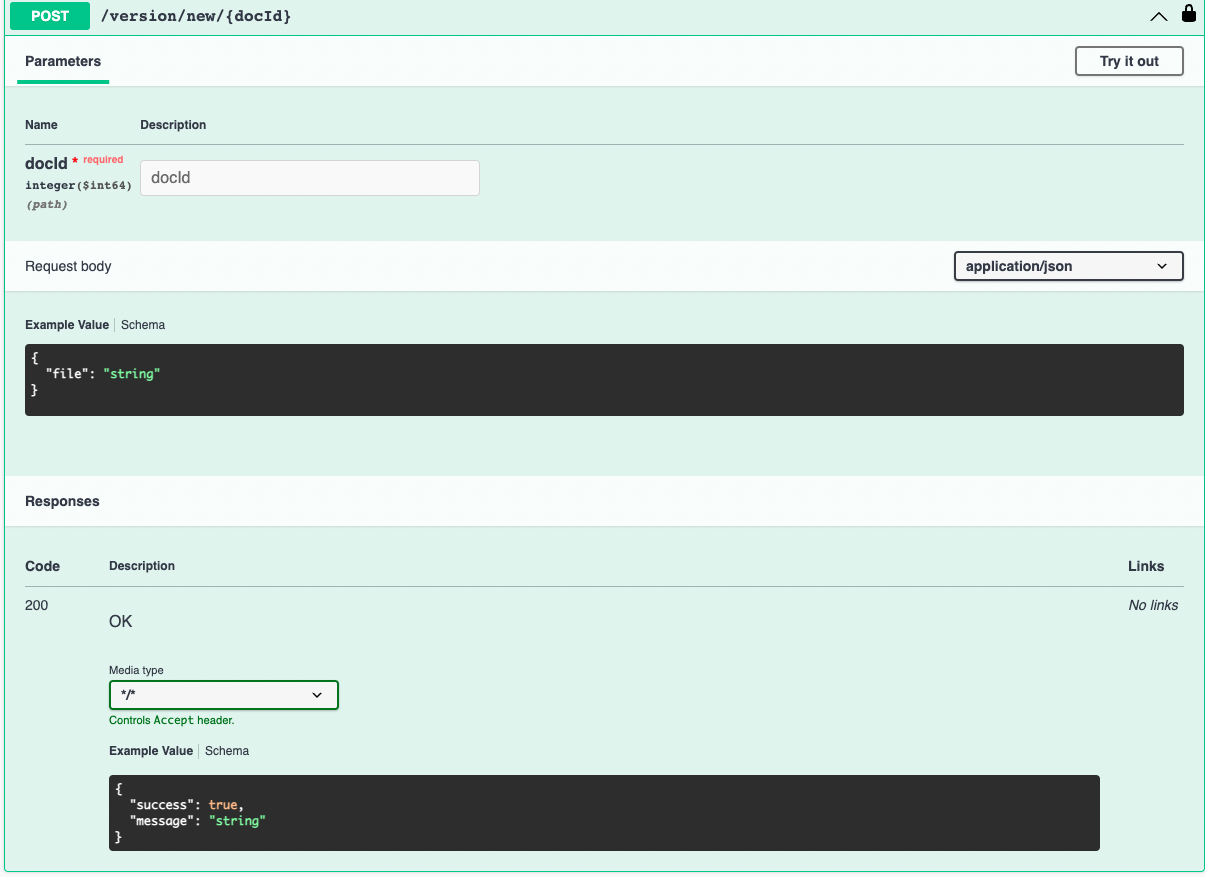 POST /version/new/{docId}
Parameters
Try it out
Name Description
docId * required
docId
integer($int64)
(path)
Request body
application/json
Example Value Schema
{
"file": "string"
}
Responses
Code Description Links
200
OK
No links
Media type
*/*
Controls Accept header.
Example Value Schema
{
"success": true,
"message": "string"
}